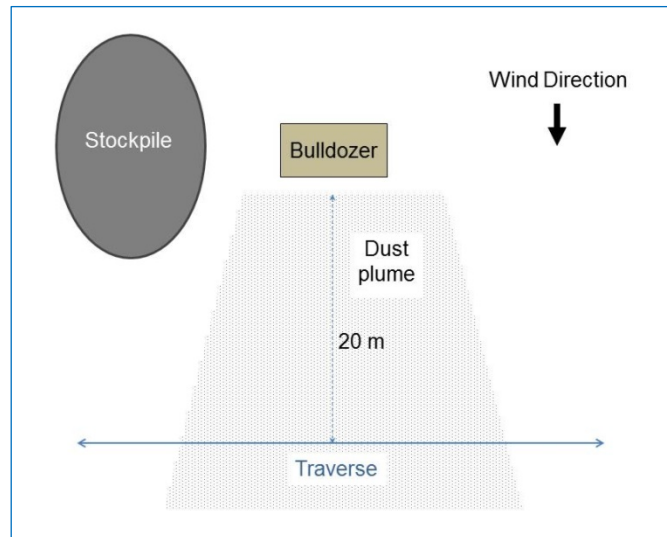 Wind Direction
Stockpile
Bulldozer
Dust
plume
20 m
Traverse